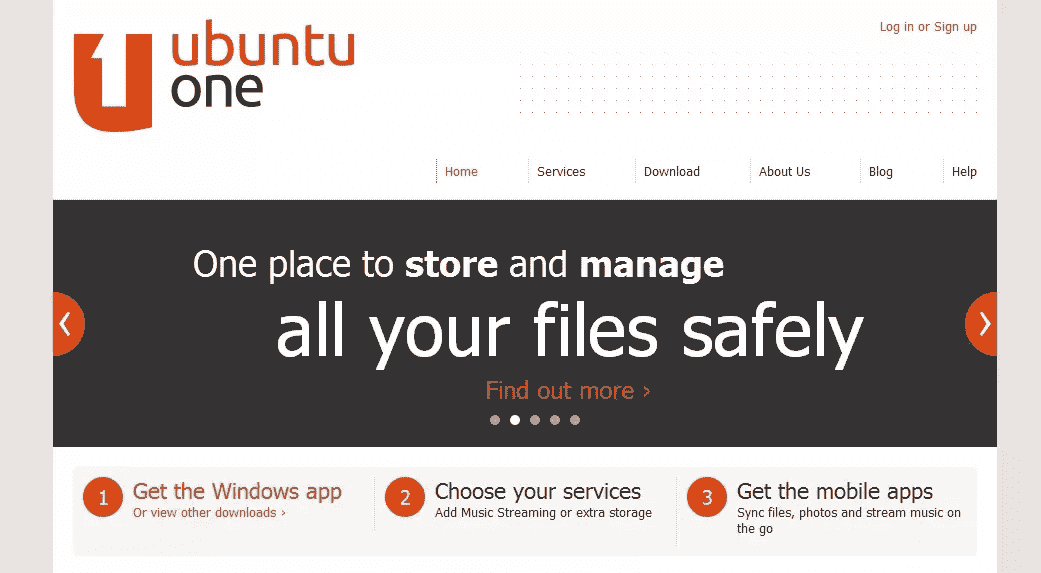 ubuntu
one
Log in or Sign up
Home Services Download About Us Blog Help
One place to store and manage
all your files safely
Find out more ›
1 Get the Windows app
Or view other downloads ›
2 Choose your services
Add Music Streaming or extra storage
3 Get the mobile apps
Sync files, photos and stream music on
the go